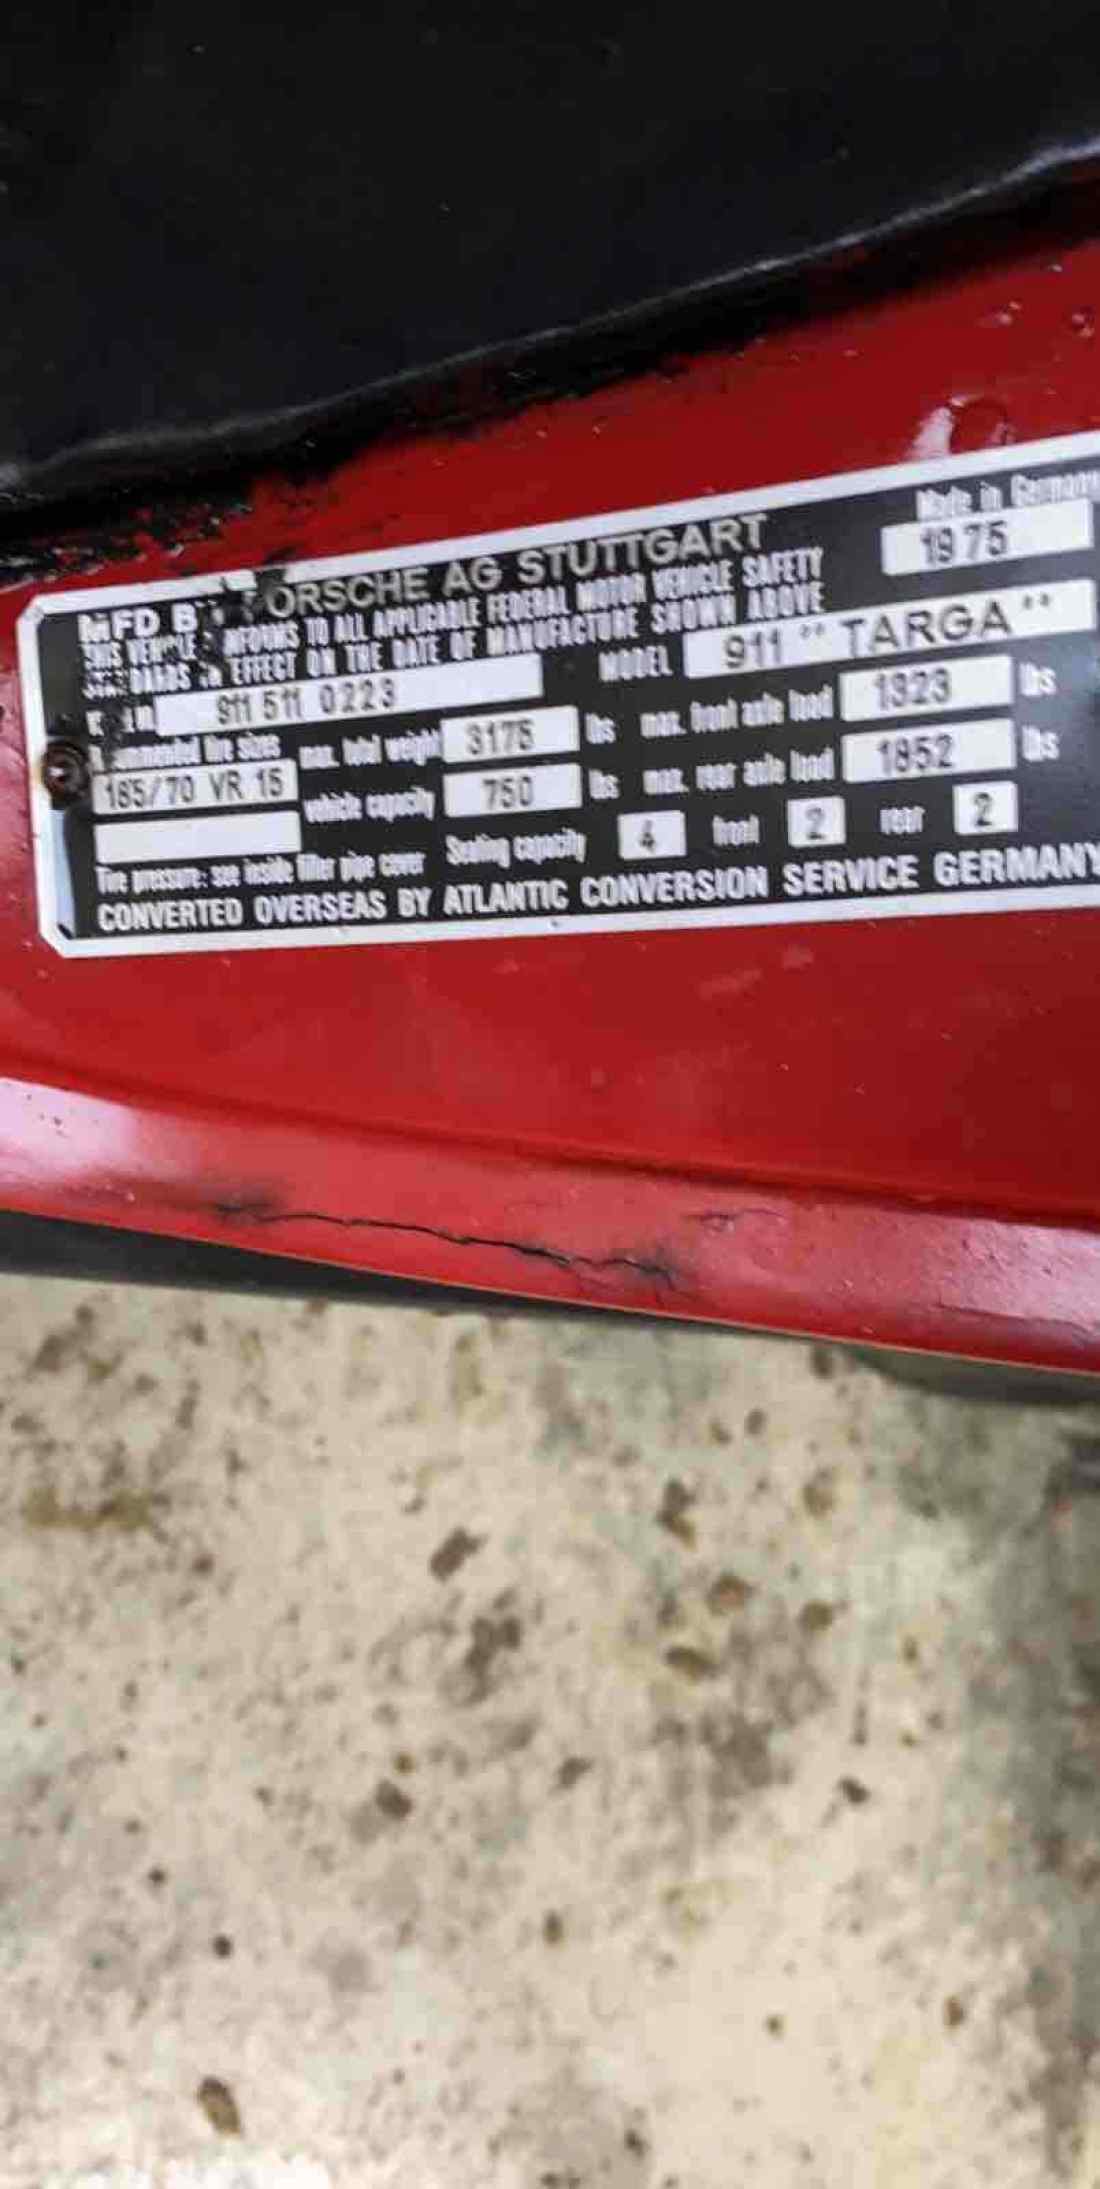 Made in Germany
MFD BY PORSCHE AG STUTTGART 1975
THIS VEHICLE CONFORMS TO ALL APPLICABLE FEDERAL MOTOR VEHICLE SAFETY
STANDARDS IN EFFECT ON THE DATE OF MANUFACTURE SHOWN ABOVE
911 511 0223 MODEL 911 " TARGA "
recommended tire sizes max. total weight 3175 lbs max. front axle load 1323 lbs
185/70 VR 15 vehicle capacity 750 lbs max. rear axle load 1852 lbs
Seating capacity 4 front 2 rear 2
Tire pressure: see inside filler pipe cover
CONVERTED OVERSEAS BY ATLANTIC CONVERSION SERVICE GERMANY